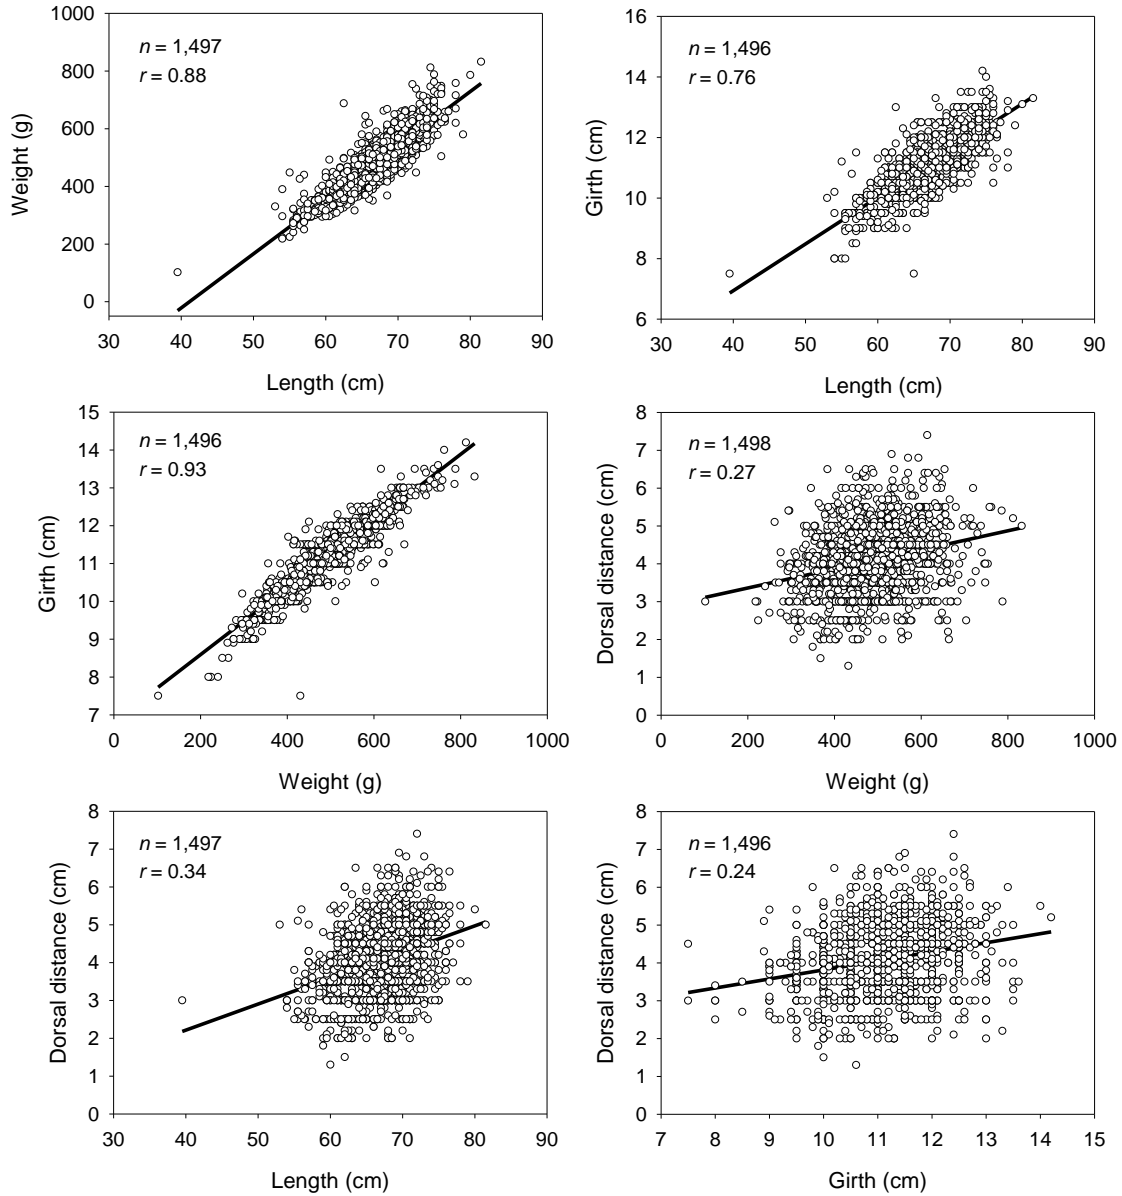 1000
800
600
400
200
0
Weight (g)
n = 1,497
r = 0.88
30 40 50 60 70 80 90
Length (cm)
16
14
12
10
8
6
Girth (cm)
n = 1,496
r = 0.76
30 40 50 60 70 80 90
Length (cm)
15
14
13
12
11
10
9
8
7
Girth (cm)
n = 1,496
r = 0.93
0 200 400 600 800 1000
Weight (g)
8
7
6
5
4
3
2
1
0
Dorsal distance (cm)
n = 1,498
r = 0.27
0 200 400 600 800 1000
Weight (g)
8
7
6
5
4
3
2
1
0
Dorsal distance (cm)
n = 1,497
r = 0.34
30 40 50 60 70 80 90
Length (cm)
8
7
6
5
4
3
2
1
0
Dorsal distance (cm)
n = 1,496
r = 0.24
7 8 9 10 11 12 13 14 15
Girth (cm)